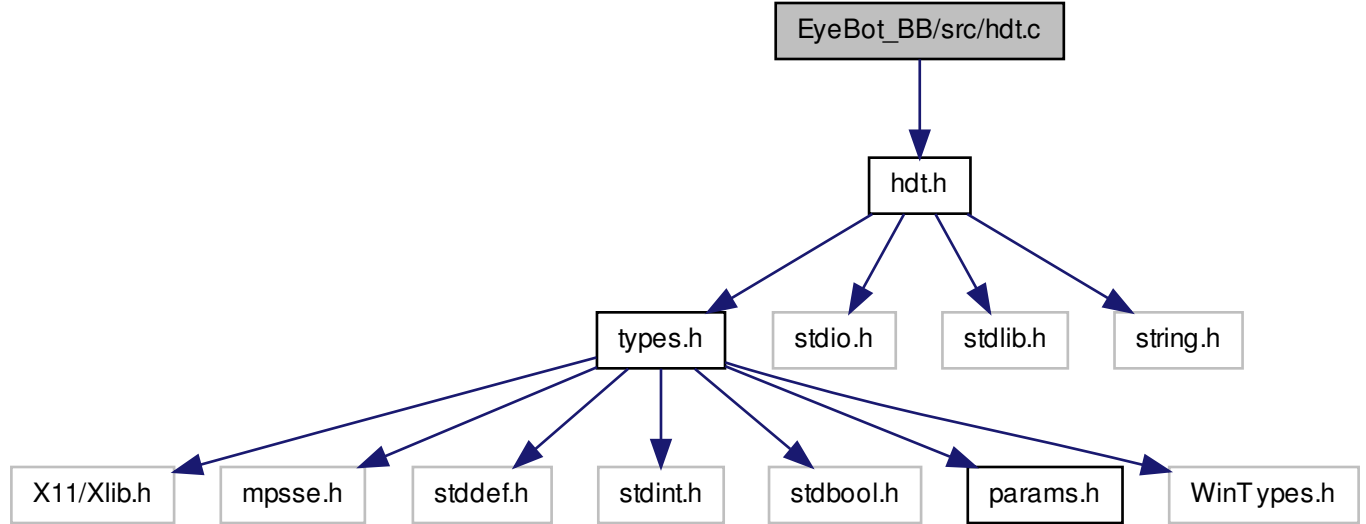 EyeBot_BB/src/hdt.c
hdt.h
types.h
stdio.h
stdlib.h
string.h
X11/Xlib.h
mpsse.h
stddef.h
stdint.h
stdbool.h
params.h
WinTypes.h